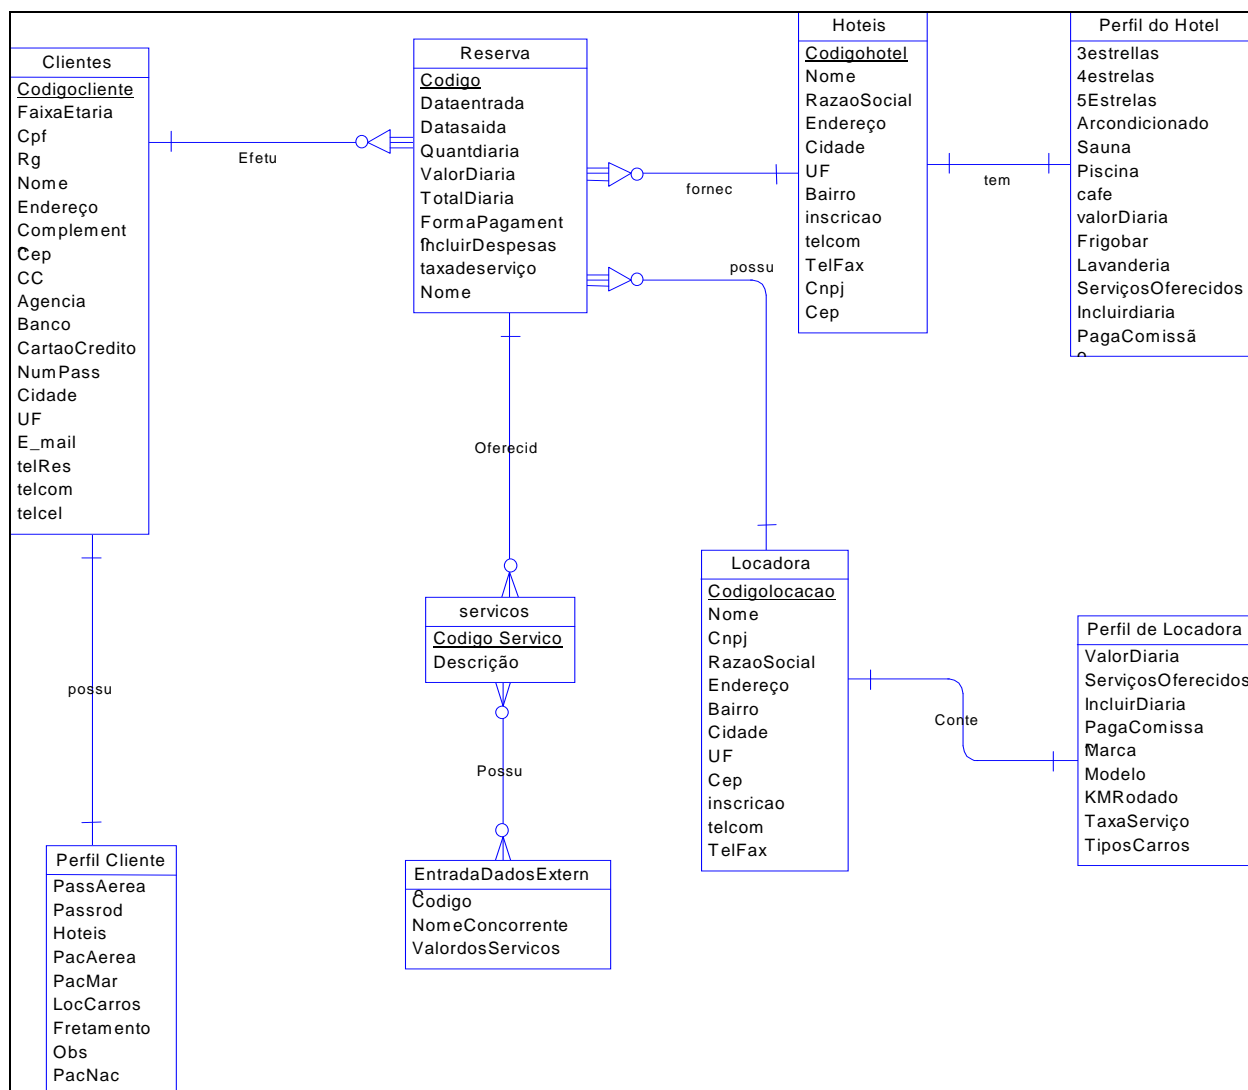 Clientes
Codigocliente
FaixaEtaria
Cpf
Rg
Nome
Endereço
Complement
Cep
CC
Agencia
Banco
CartaoCredito
NumPass
Cidade
UF
E_mail
telRes
telcom
telcel
Efetu
Reserva
Codigo
Dataentrada
Datasaida
Quantdiaria
ValorDiaria
TotalDiaria
FormaPagament
IncluirDespesas
taxadeserviço
Nome
fornec
possu
Hoteis
Codigohotel
Nome
RazaoSocial
Endereço
Cidade
UF
Bairro
inscricao
telcom
TelFax
Cnpj
Cep
tem
Perfil do Hotel
3estrellas
4estrelas
5Estrelas
Arcondicionado
Sauna
Piscina
cafe
valorDiaria
Frigobar
Lavanderia
ServiçosOferecidos
Incluirdiaria
PagaComissã
Oferecid
servicos
Codigo Servico
Descrição
Possu
EntradaDadosExtern
Codigo
NomeConcorrente
ValordosServicos
Locadora
Codigolocacao
Nome
Cnpj
RazaoSocial
Endereço
Bairro
Cidade
UF
Cep
inscricao
telcom
TelFax
Conte
Perfil de Locadora
ValorDiaria
ServiçosOferecidos
IncluirDiaria
PagaComissa
Marca
Modelo
KMRodado
TaxaServiço
TiposCarros
possu
Perfil Cliente
PassAerea
Passrod
Hoteis
PacAerea
PacMar
LocCarros
Fretamento
Obs
PacNac